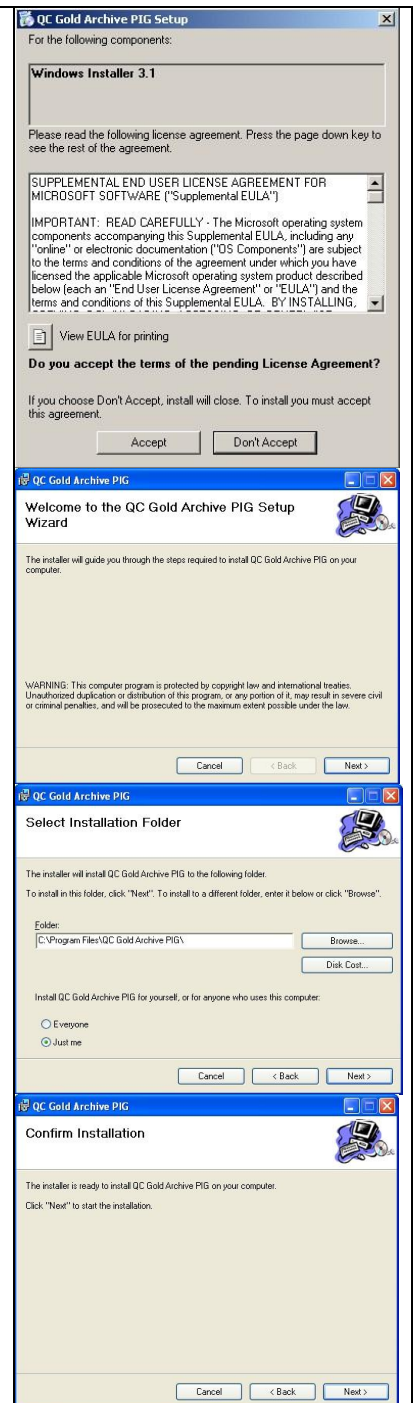 QC Gold Archive PIG Setup
For the following components:
Windows Installer 3.1
Please read the following license agreement. Press the page down key to
see the rest of the agreement.
SUPPLEMENTAL END USER LICENSE AGREEMENT FOR
MICROSOFT SOFTWARE ("Supplemental EULA")
IMPORTANT: READ CAREFULLY - The Microsoft operating system
components accompanying this Supplemental EULA, including any
"online" or electronic documentation ("OS Components") are subject
to the terms and conditions of the agreement under which you have
licensed the applicable Microsoft operating system product described
below (each an "End User License Agreement" or "EULA") and the
terms and conditions of this Supplemental EULA. BY INSTALLING,
View EULA for printing
Do you accept the terms of the pending License Agreement?
If you choose Don't Accept, install will close. To install you must accept
this agreement.
Accept Don't Accept
QC Gold Archive PIG
Welcome to the QC Gold Archive PIG Setup
Wizard
The installer will guide you through the steps required to install QC Gold Archive PIG on your
computer.
WARNING: This computer program is protected by copyright law and international treaties.
Unauthorized duplication or distribution of this program, or any portion of it, may result in severe civil
or criminal penalties, and will be prosecuted to the maximum extent possible under the law.
Cancel < Back Next >
QC Gold Archive PIG
Select Installation Folder
The installer will install QC Gold Archive PIG to the following folder.
To install in this folder, click "Next". To install to a different folder, enter it below or click "Browse".
Folder:
C:\Program Files\QC Gold Archive PIG\ Browse...
Disk Cost...
Install QC Gold Archive PIG for yourself, or for anyone who uses this computer:
Everyone
Just me
Cancel < Back Next >
QC Gold Archive PIG
Confirm Installation
The installer is ready to install QC Gold Archive PIG on your computer.
Click "Next" to start the installation.
Cancel < Back Next >